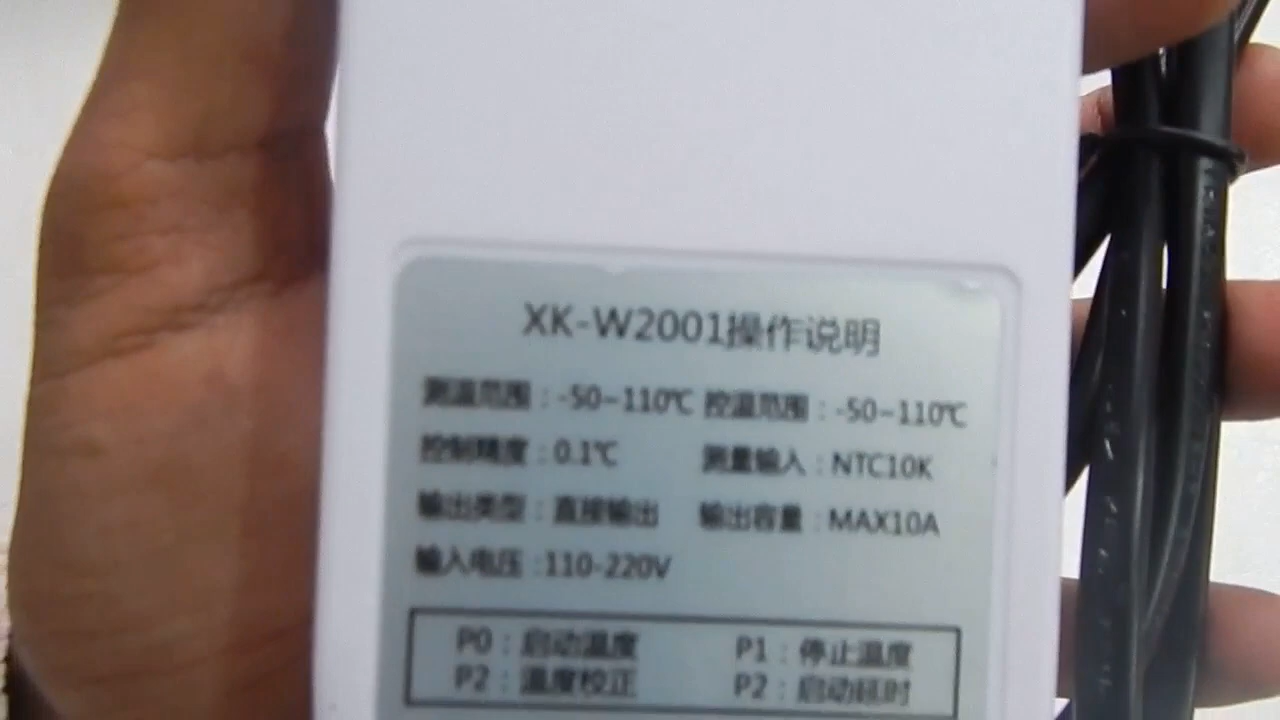 XK-W2001操作说明
测温范围：-50~110℃ 控温范围：-50~110℃
控制精度：0.1℃ 测量输入：NTC10K
输出类型：直接输出 输出容量：MAX10A
输入电压：110-220V
P0：启动温度 P1：停止温度
P2：温度校正 P2：启动延时